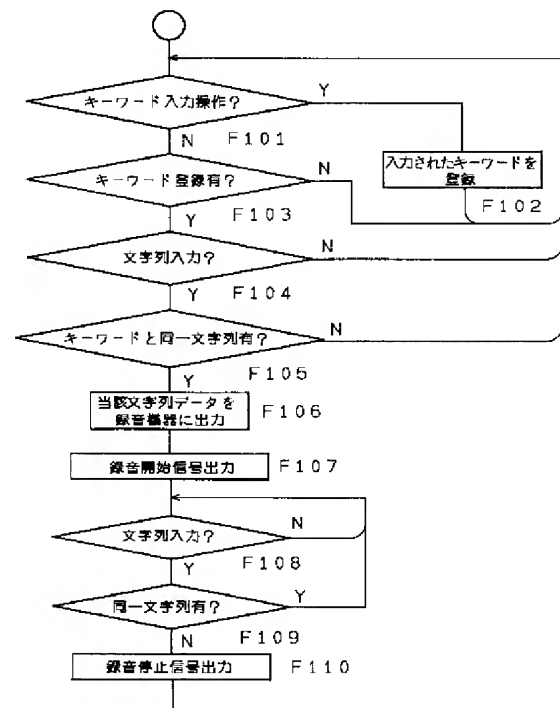 キーワード入力操作?
Y
N
F101
入力されたキーワードを
登録
F102
キーワード登録有?
N
Y
F103
文字列入力?
N
Y
F104
キーワードと同一文字列有?
N
Y
F105
当該文字列データを
録音機器に出力
F106
録音開始信号出力
F107
文字列入力?
N
Y
F108
同一文字列有?
Y
N
F109
録音停止信号出力
F110